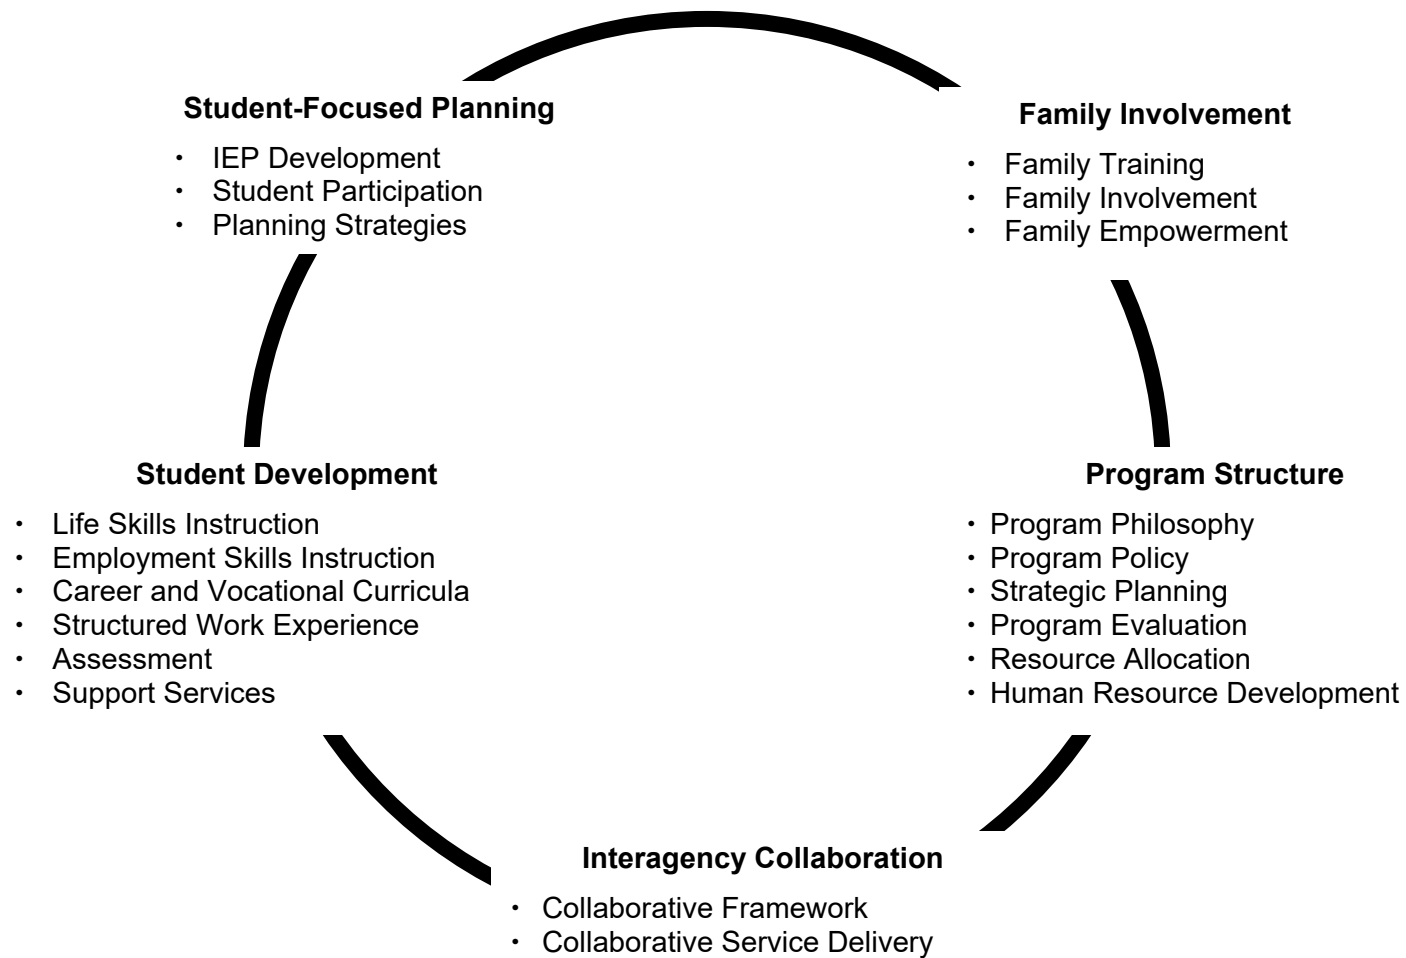 Student-Focused Planning
· IEP Development
· Student Participation
· Planning Strategies
Family Involvement
· Family Training
· Family Involvement
· Family Empowerment
Student Development
· Life Skills Instruction
· Employment Skills Instruction
· Career and Vocational Curricula
· Structured Work Experience
· Assessment
· Support Services
Program Structure
· Program Philosophy
· Program Policy
· Strategic Planning
· Program Evaluation
· Resource Allocation
· Human Resource Development
Interagency Collaboration
· Collaborative Framework
· Collaborative Service Delivery